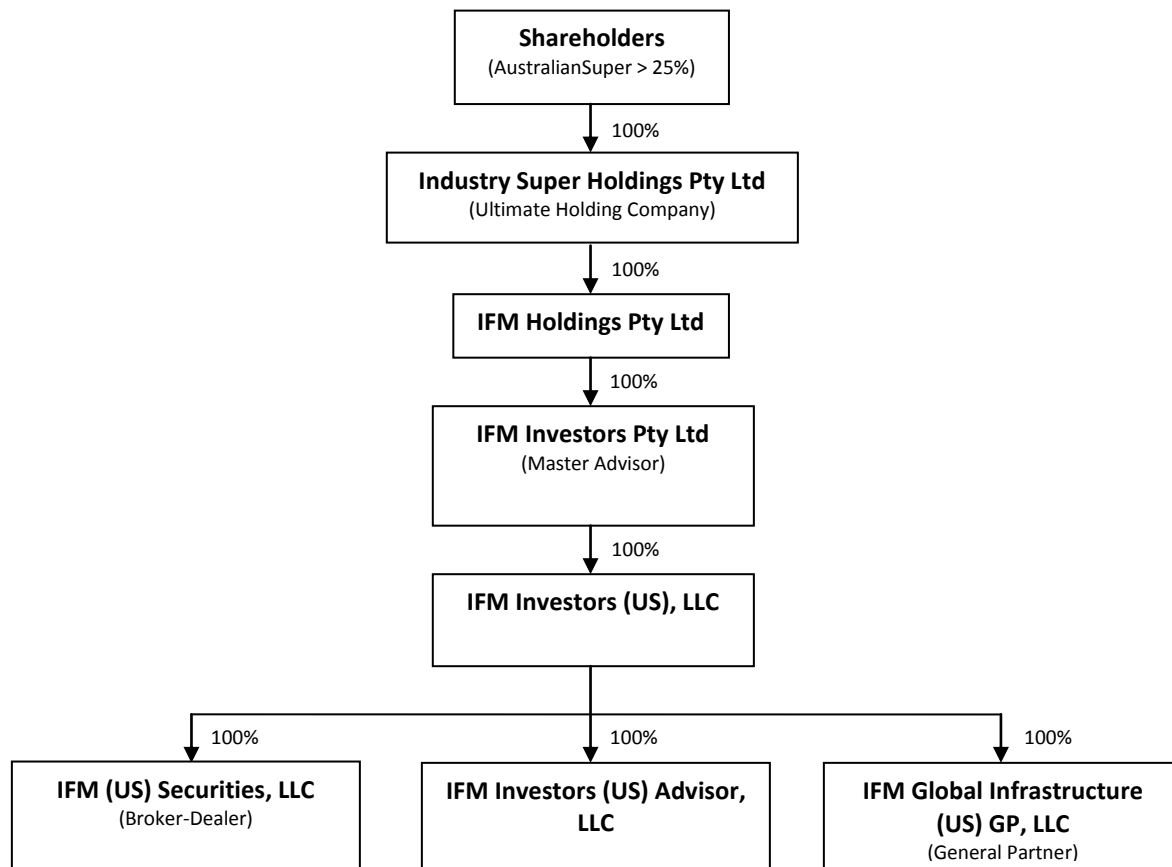 Shareholders
(AustralianSuper > 25%)
100%
Industry Super Holdings Pty Ltd
(Ultimate Holding Company)
100%
IFM Holdings Pty Ltd
100%
IFM Investors Pty Ltd
(Master Advisor)
100%
IFM Investors (US), LLC
100%
100%
100%
IFM (US) Securities, LLC
(Broker-Dealer)
IFM Investors (US) Advisor,
LLC
IFM Global Infrastructure
(US) GP, LLC
(General Partner)